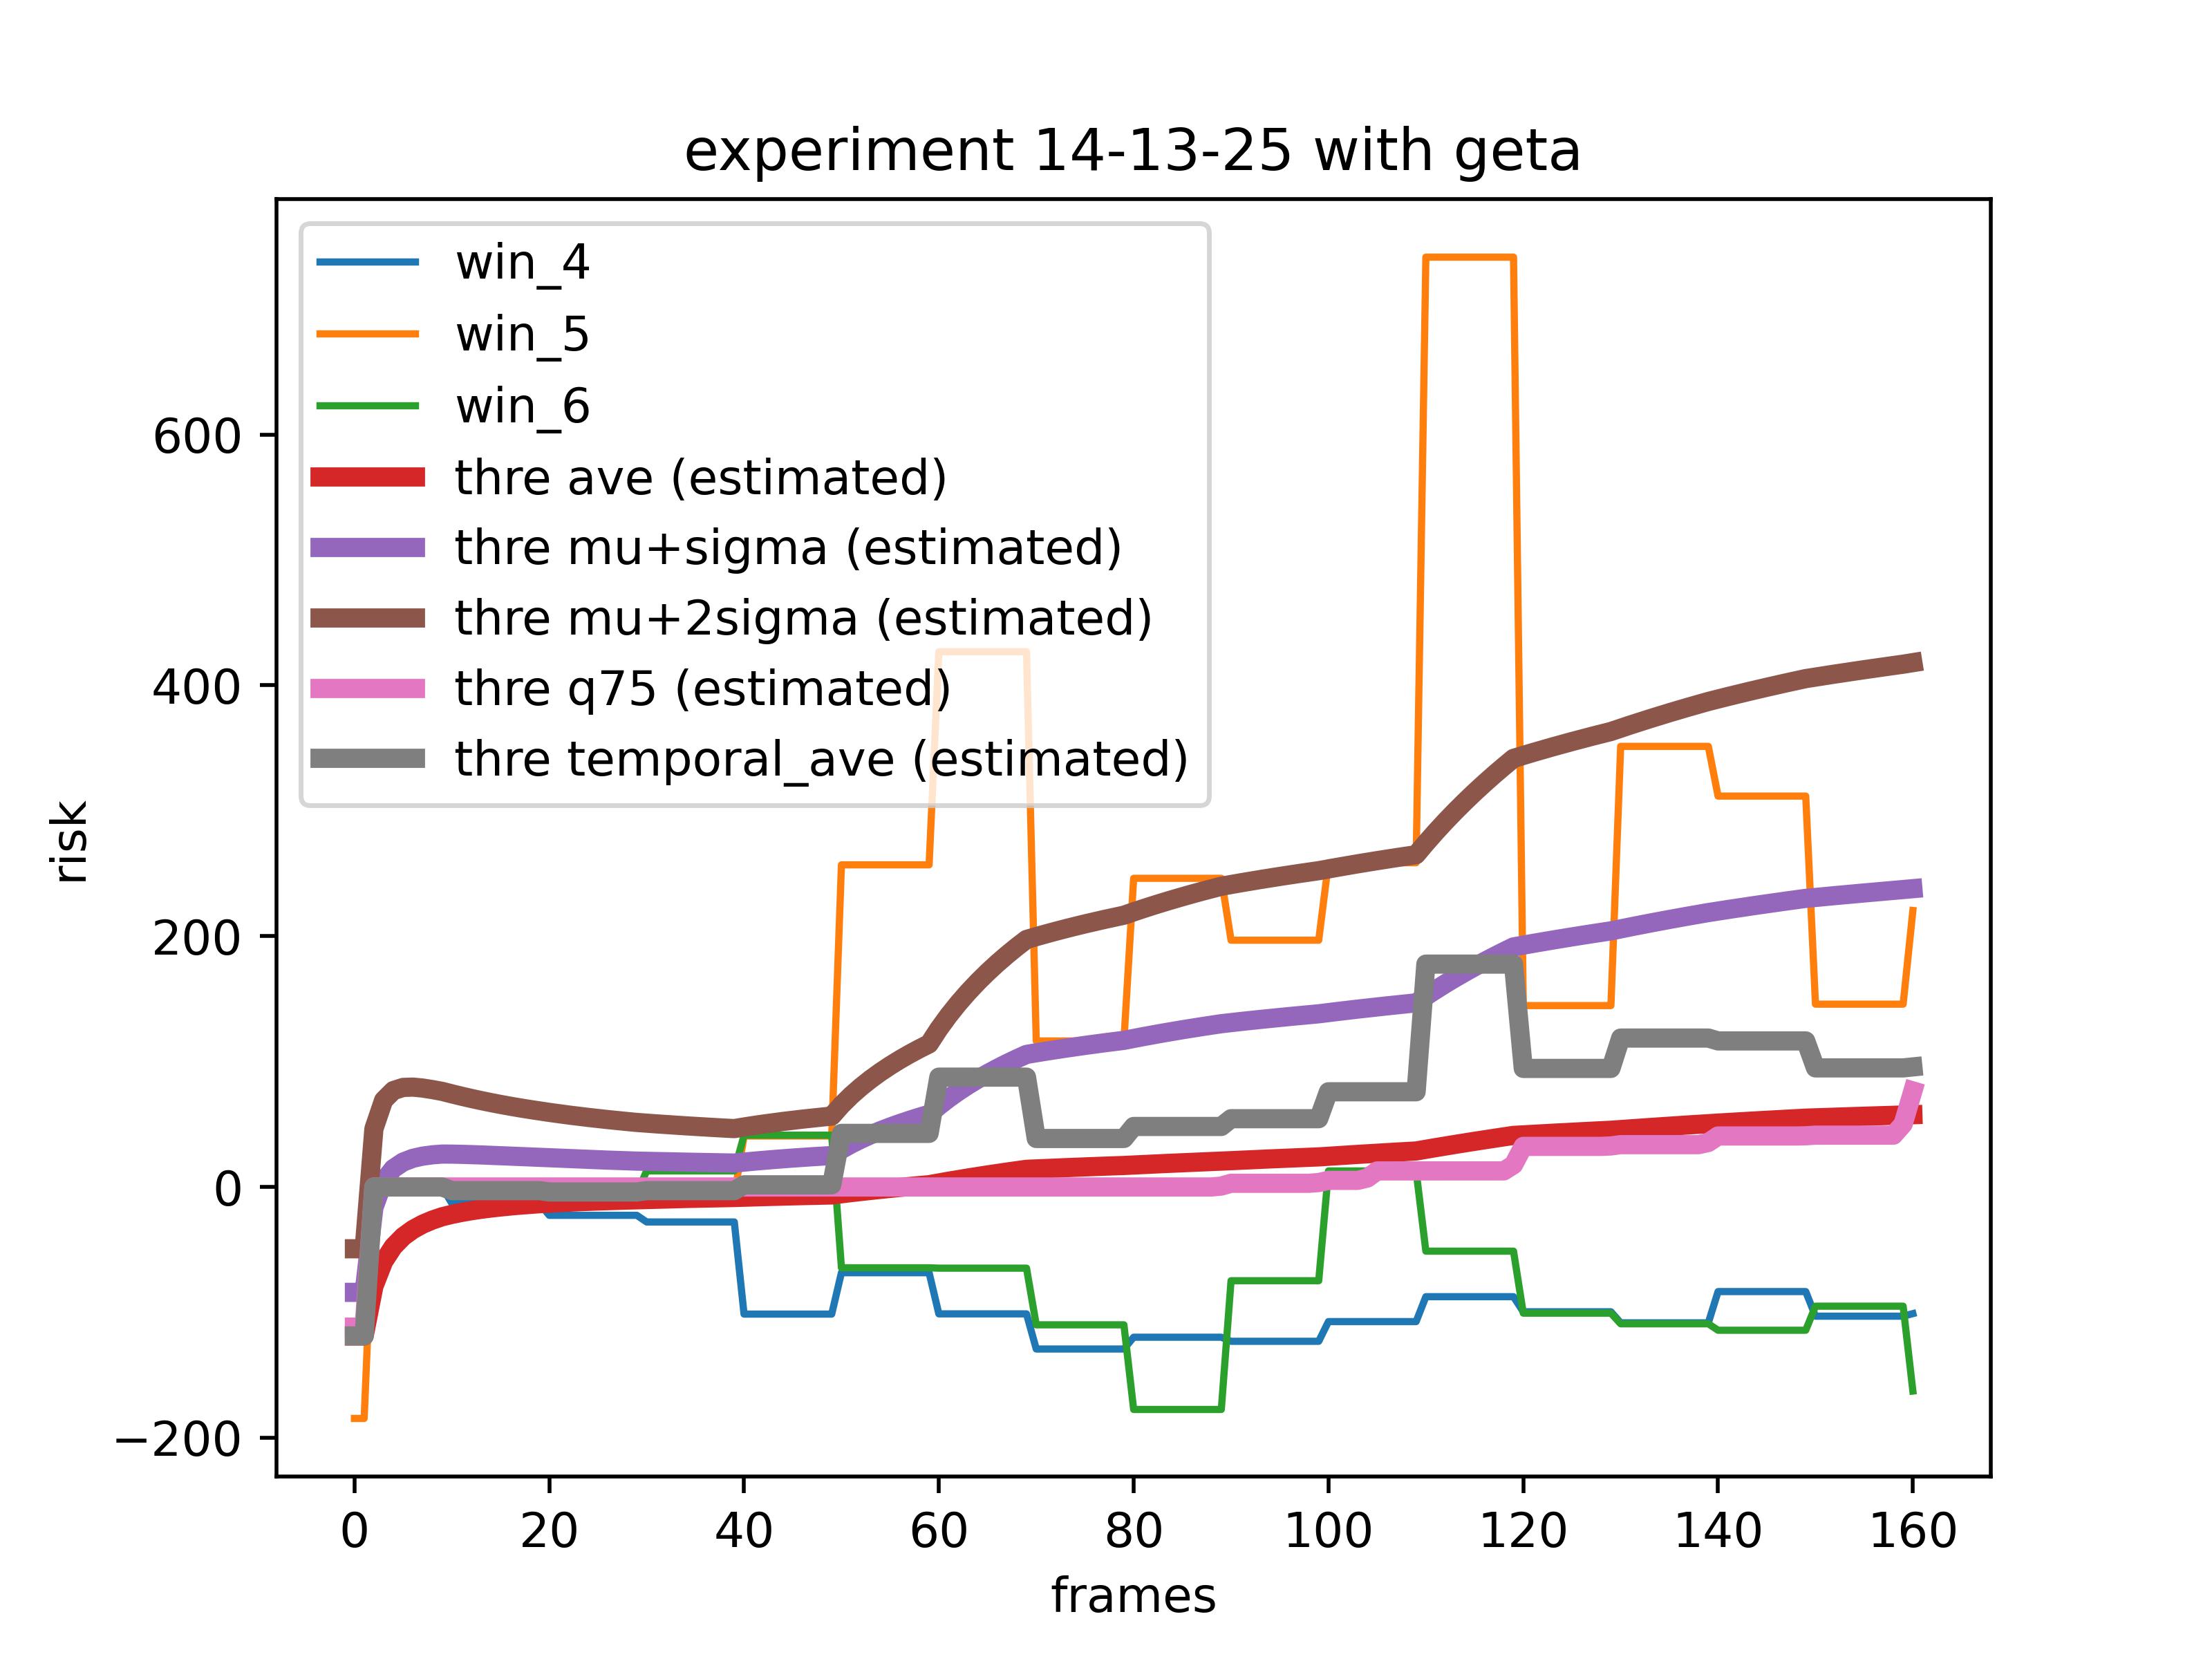 experiment 14-13-25 with geta
win_4
win_5
win_6
thre ave (estimated)
thre mu+sigma (estimated)
thre mu+2sigma (estimated)
thre q75 (estimated)
thre temporal_ave (estimated)
600
400
200
0
−200
risk
0 20 40 60 80 100 120 140 160
frames